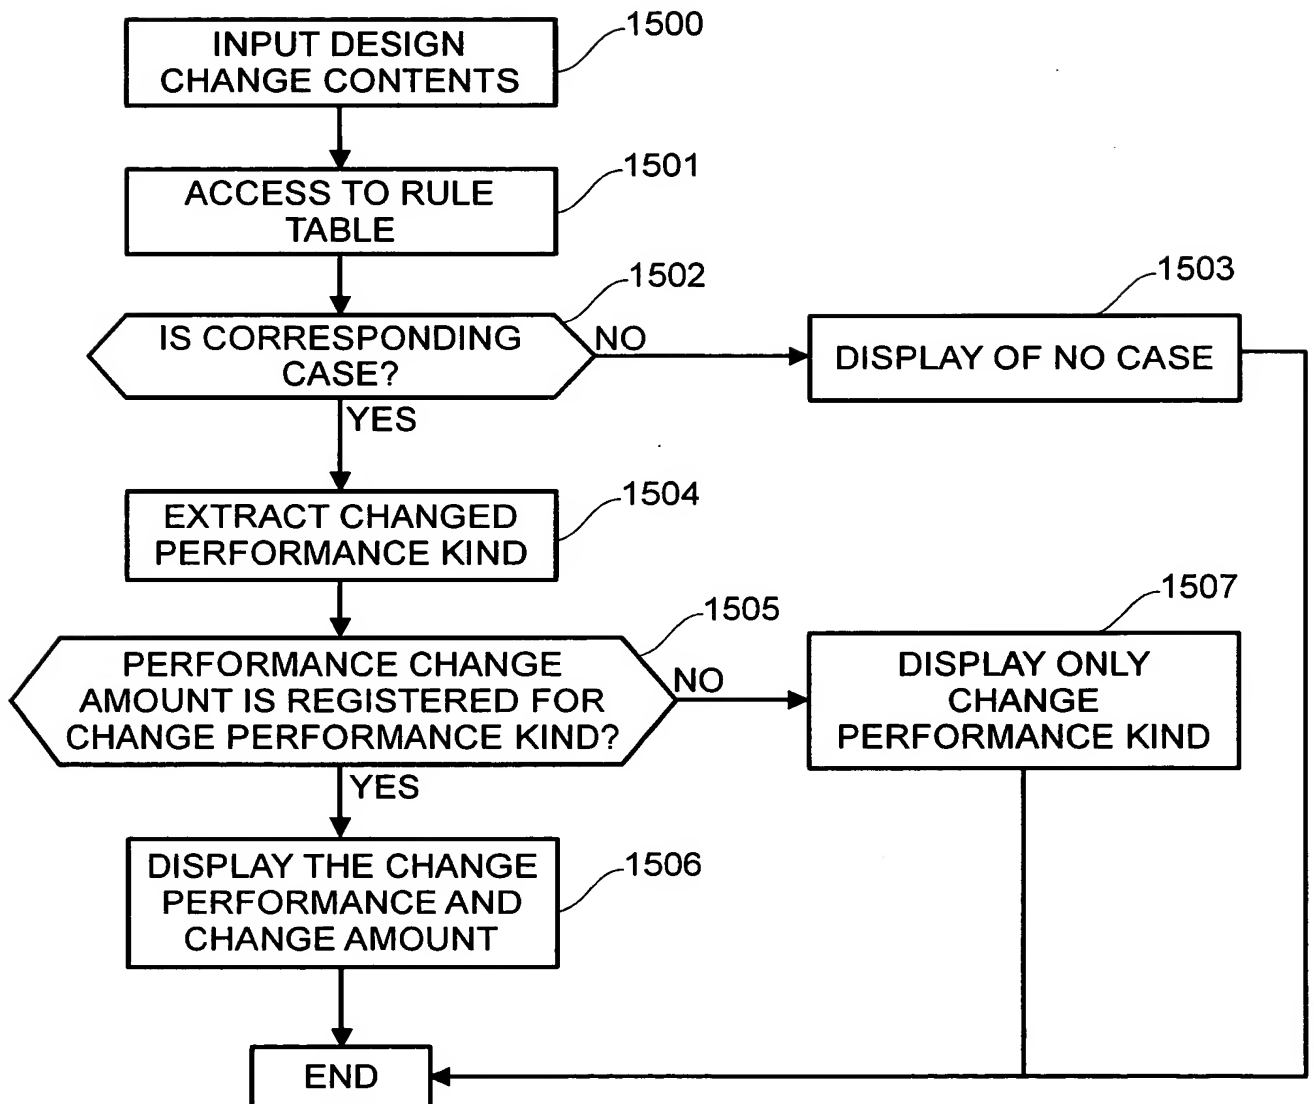 INPUT DESIGN
CHANGE CONTENTS
1500
ACCESS TO RULE
TABLE
1501
IS CORRESPONDING
CASE?
1502
NO
DISPLAY OF NO CASE
1503
YES
EXTRACT CHANGED
PERFORMANCE KIND
1504
PERFORMANCE CHANGE
AMOUNT IS REGISTERED FOR
CHANGE PERFORMANCE KIND?
1505
NO
DISPLAY ONLY
CHANGE
PERFORMANCE KIND
1507
YES
DISPLAY THE CHANGE
PERFORMANCE AND
CHANGE AMOUNT
1506
END